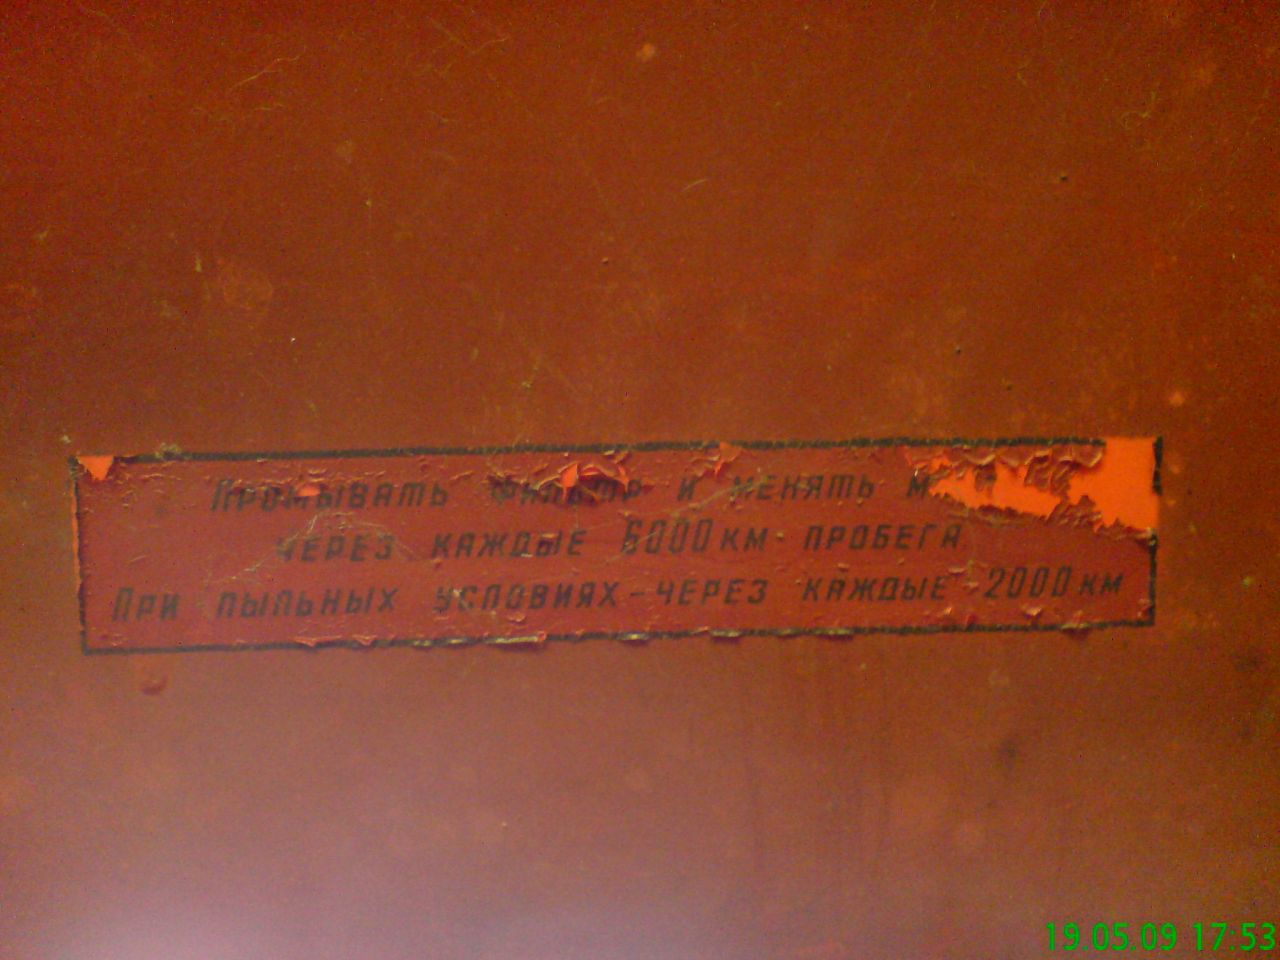 Промывать фильтр и менять
через каждые 6000 км пробега
При пыльных условиях - через каждые 2000 км
19.05.09 17:53